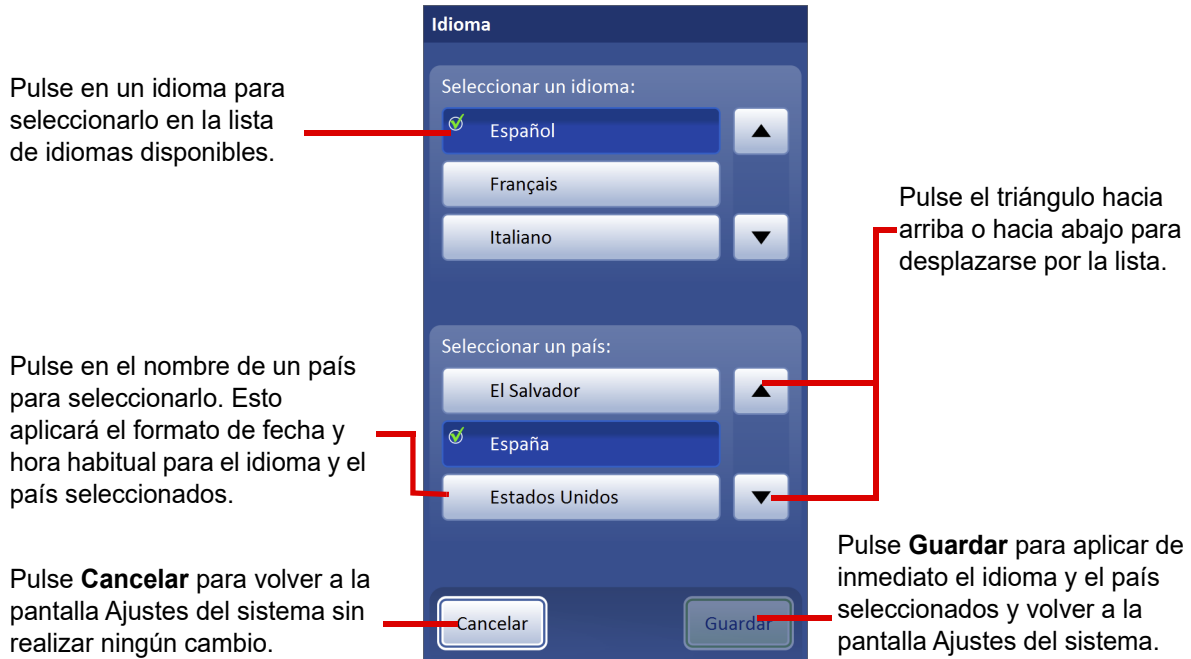 Idioma
Pulse en un idioma para
seleccionarlo en la lista
de idiomas disponibles.
Seleccionar un idioma:
Español
Français
Italiano
Pulse el triángulo hacia
arriba o hacia abajo para
desplazarse por la lista.
Pulse en el nombre de un país
para seleccionarlo. Esto
aplicará el formato de fecha y
hora habitual para el idioma y el
país seleccionados.
Seleccionar un país:
El Salvador
España
Estados Unidos
Pulse Cancelar para volver a la
pantalla Ajustes del sistema sin
realizar ningún cambio.
Cancelar
Guardar
Pulse Guardar para aplicar de
inmediato el idioma y el país
seleccionados y volver a la
pantalla Ajustes del sistema.